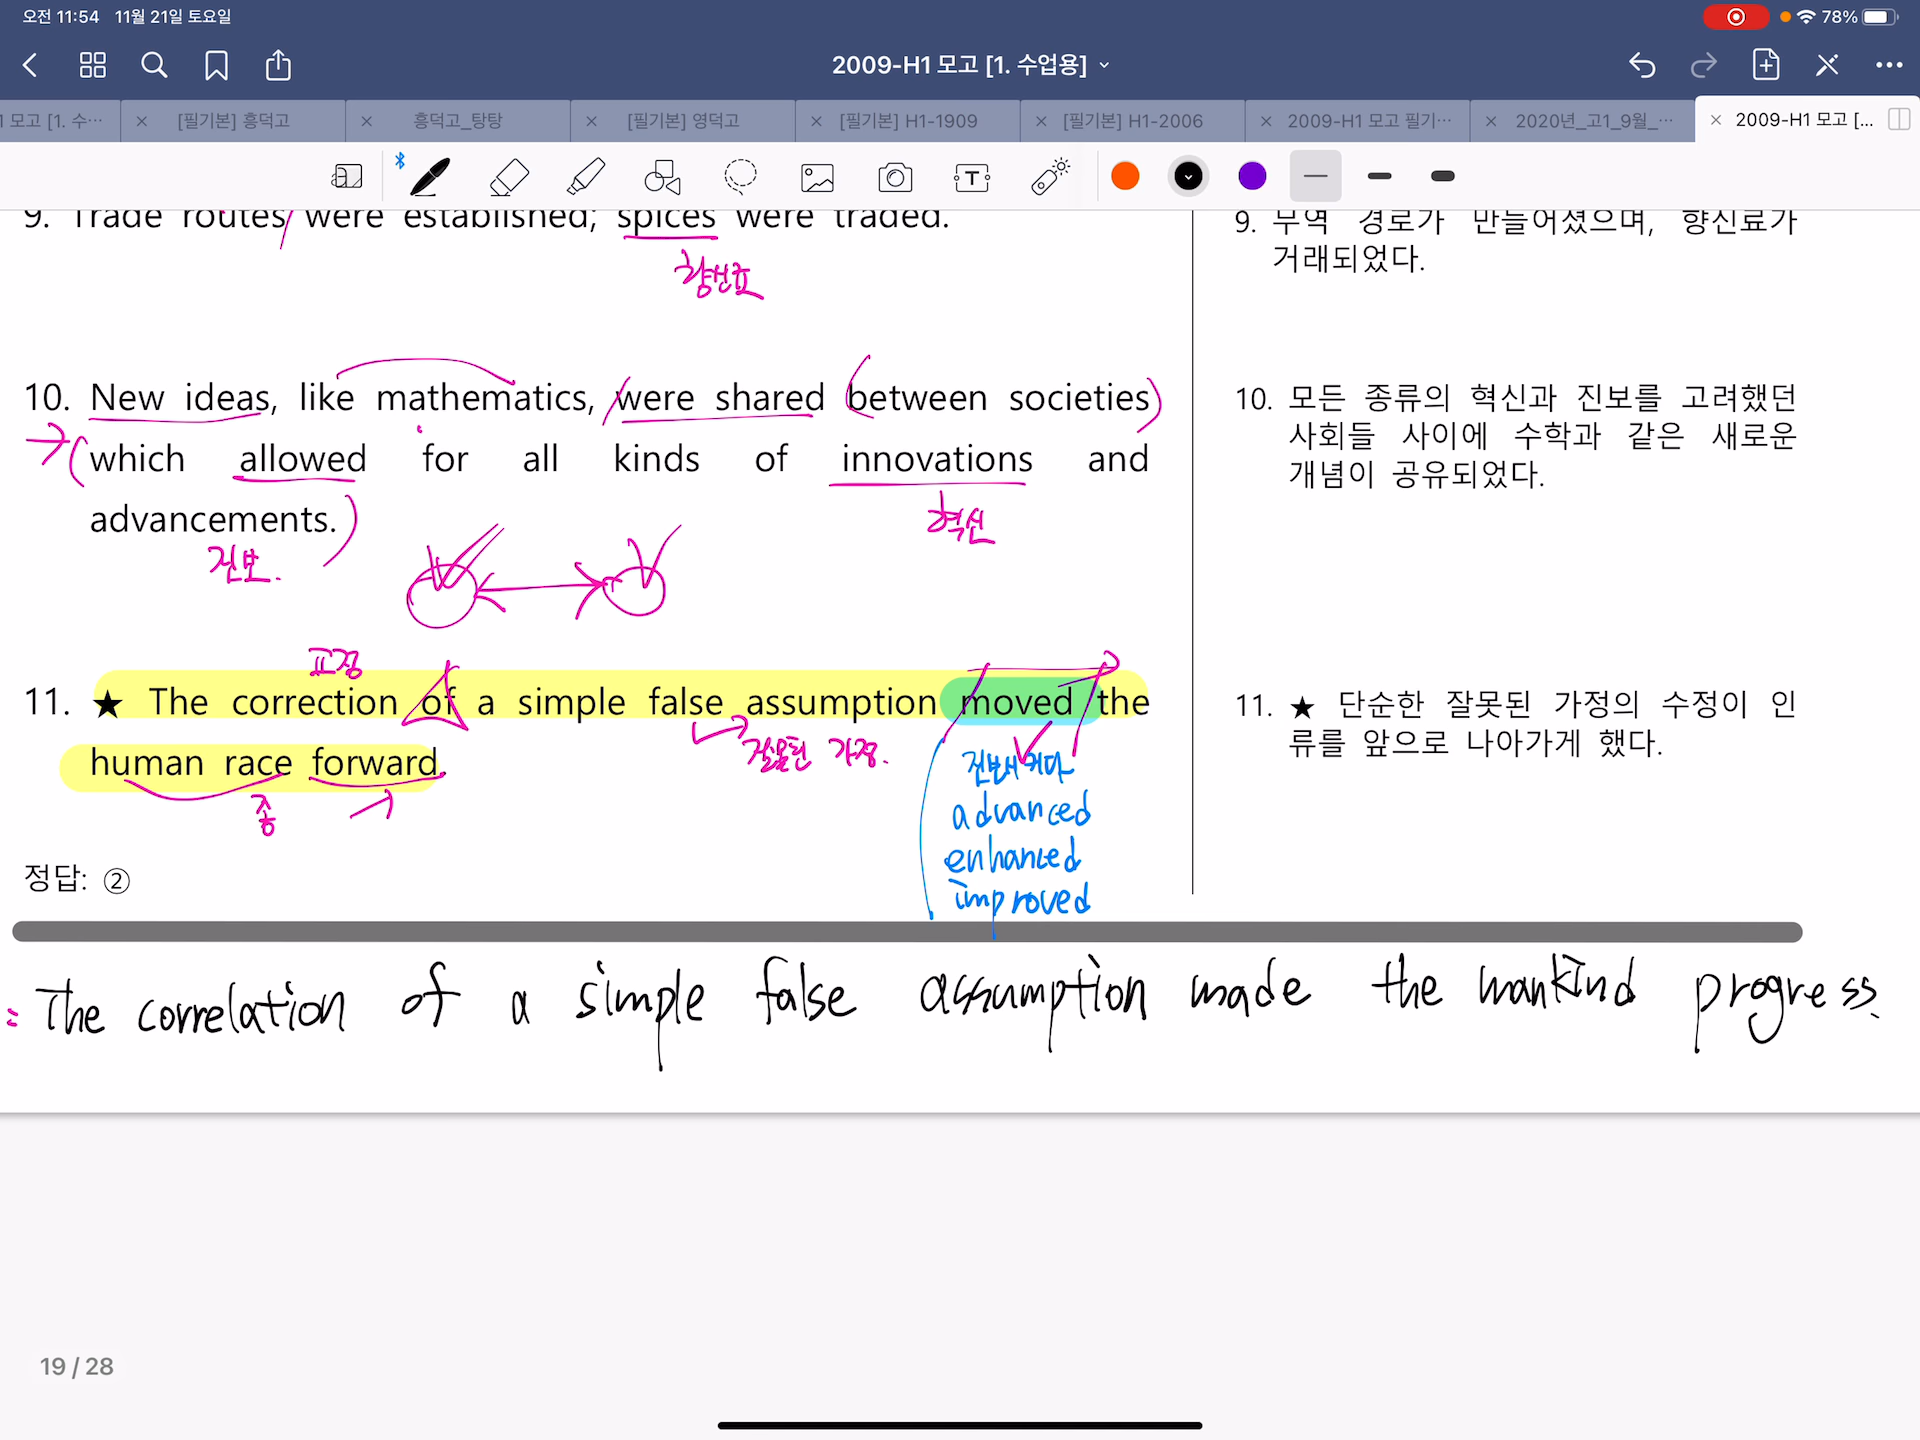 오전 11:54 11월 21일 토요일
78%
2009-H1 모고 [1. 수업용]
모고 [1. 수… × [필기본] 흥덕고 × 흥덕고_탕탕 × [필기본] 영덕고 × [필기본] H1-1909 × [필기본] H1-2006 × 2009-H1 모고 필기… × 2020년_고1_9월_… × 2009-H1 모고 [...
9. Trade routes were established; spices were traded.
향신료
10. New ideas, like mathematics, were shared between societies
which allowed for all kinds of innovations and
advancements.
혁신
진보.
교정
11. ★ The correction of a simple false assumption moved the
잘못된 가정.
human race forward.
종
진보시키다
advanced
enhanced
improved
정답: ②
9. 무역 경로가 만들어졌으며, 향신료가
거래되었다.
10. 모든 종류의 혁신과 진보를 고려했던
사회들 사이에 수학과 같은 새로운
개념이 공유되었다.
11. ★ 단순한 잘못된 가정의 수정이 인
류를 앞으로 나아가게 했다.
= The correlation of a simple false assumption made the mankind progress.
19 / 28